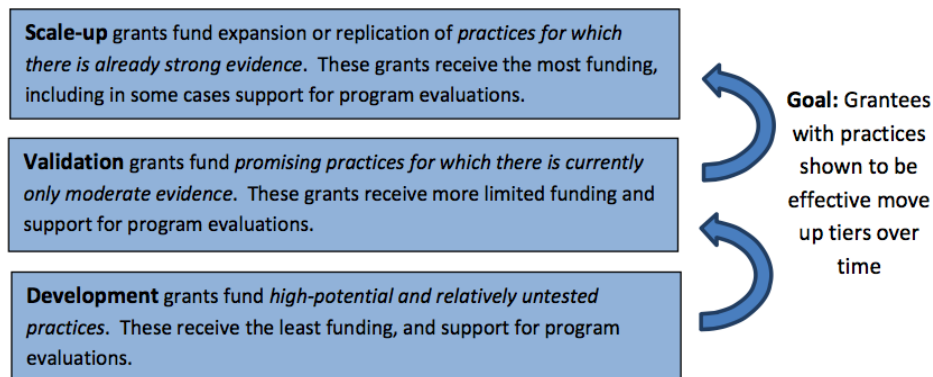 Scale-up grants fund expansion or replication of practices for which
there is already strong evidence.  These grants receive the most funding,
including in some cases support for program evaluations.
Validation grants fund promising practices for which there is currently
only moderate evidence.  These grants receive more limited funding and
support for program evaluations.
Development grants fund high-potential and relatively untested
practices.  These receive the least funding, and support for program
evaluations.
Goal: Grantees
with practices
shown to be
effective move
up tiers over
time